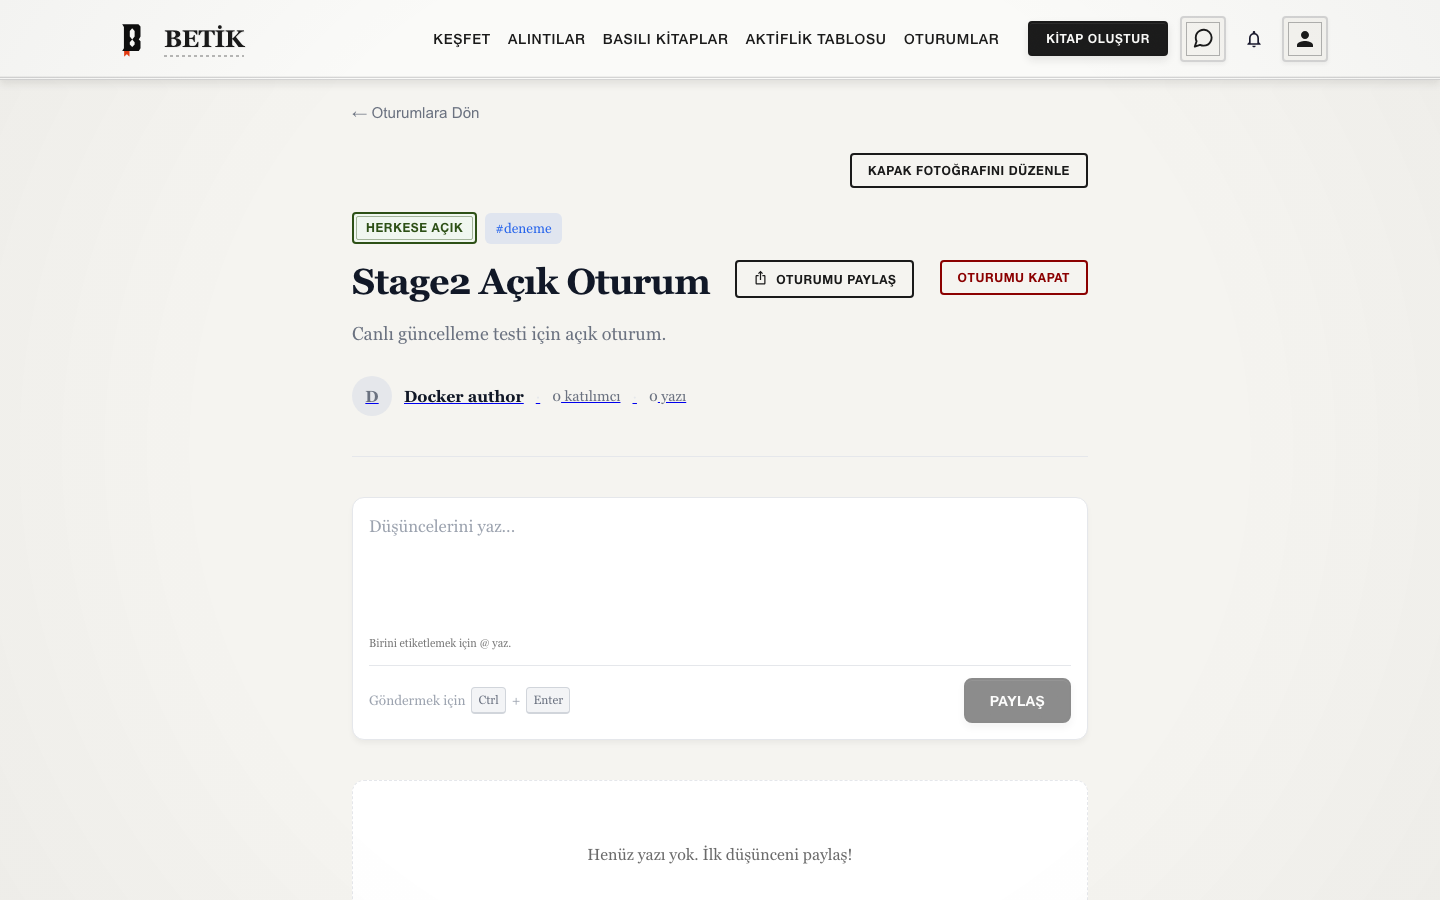 BETİK
KEŞFET ALINTILAR BASILI KİTAPLAR AKTİFLİK TABLOSU OTURUMLAR KİTAP OLUŞTUR
← Oturumlara Dön
KAPAK FOTOĞRAFINI DÜZENLE
HERKESE AÇIK #deneme
Stage2 Açık Oturum OTURUMU PAYLAŞ OTURUMU KAPAT
Canlı güncelleme testi için açık oturum.
D Docker author 0 katılımcı 0 yazı
Düşüncelerini yaz...
Birini etiketlemek için @ yaz.
Göndermek için Ctrl + Enter PAYLAŞ
Henüz yazı yok. İlk düşünceni paylaş!